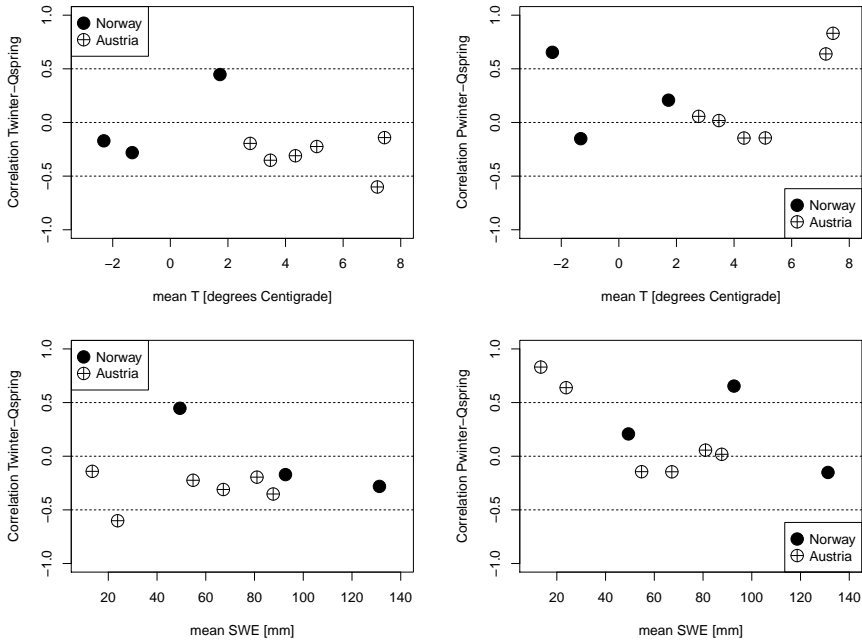 Correlation Twinter−Qspring
1.0
0.5
0.0
−0.5
−1.0
Norway
Austria
−2 0 2 4 6 8
mean T [degrees Centigrade]
Correlation Pwinter−Qspring
1.0
0.5
0.0
−0.5
−1.0
Norway
Austria
−2 0 2 4 6 8
mean T [degrees Centigrade]
Correlation Twinter−Qspring
1.0
0.5
0.0
−0.5
−1.0
Norway
Austria
20 40 60 80 100 120 140
mean SWE [mm]
Correlation Pwinter−Qspring
1.0
0.5
0.0
−0.5
−1.0
Norway
Austria
20 40 60 80 100 120 140
mean SWE [mm]